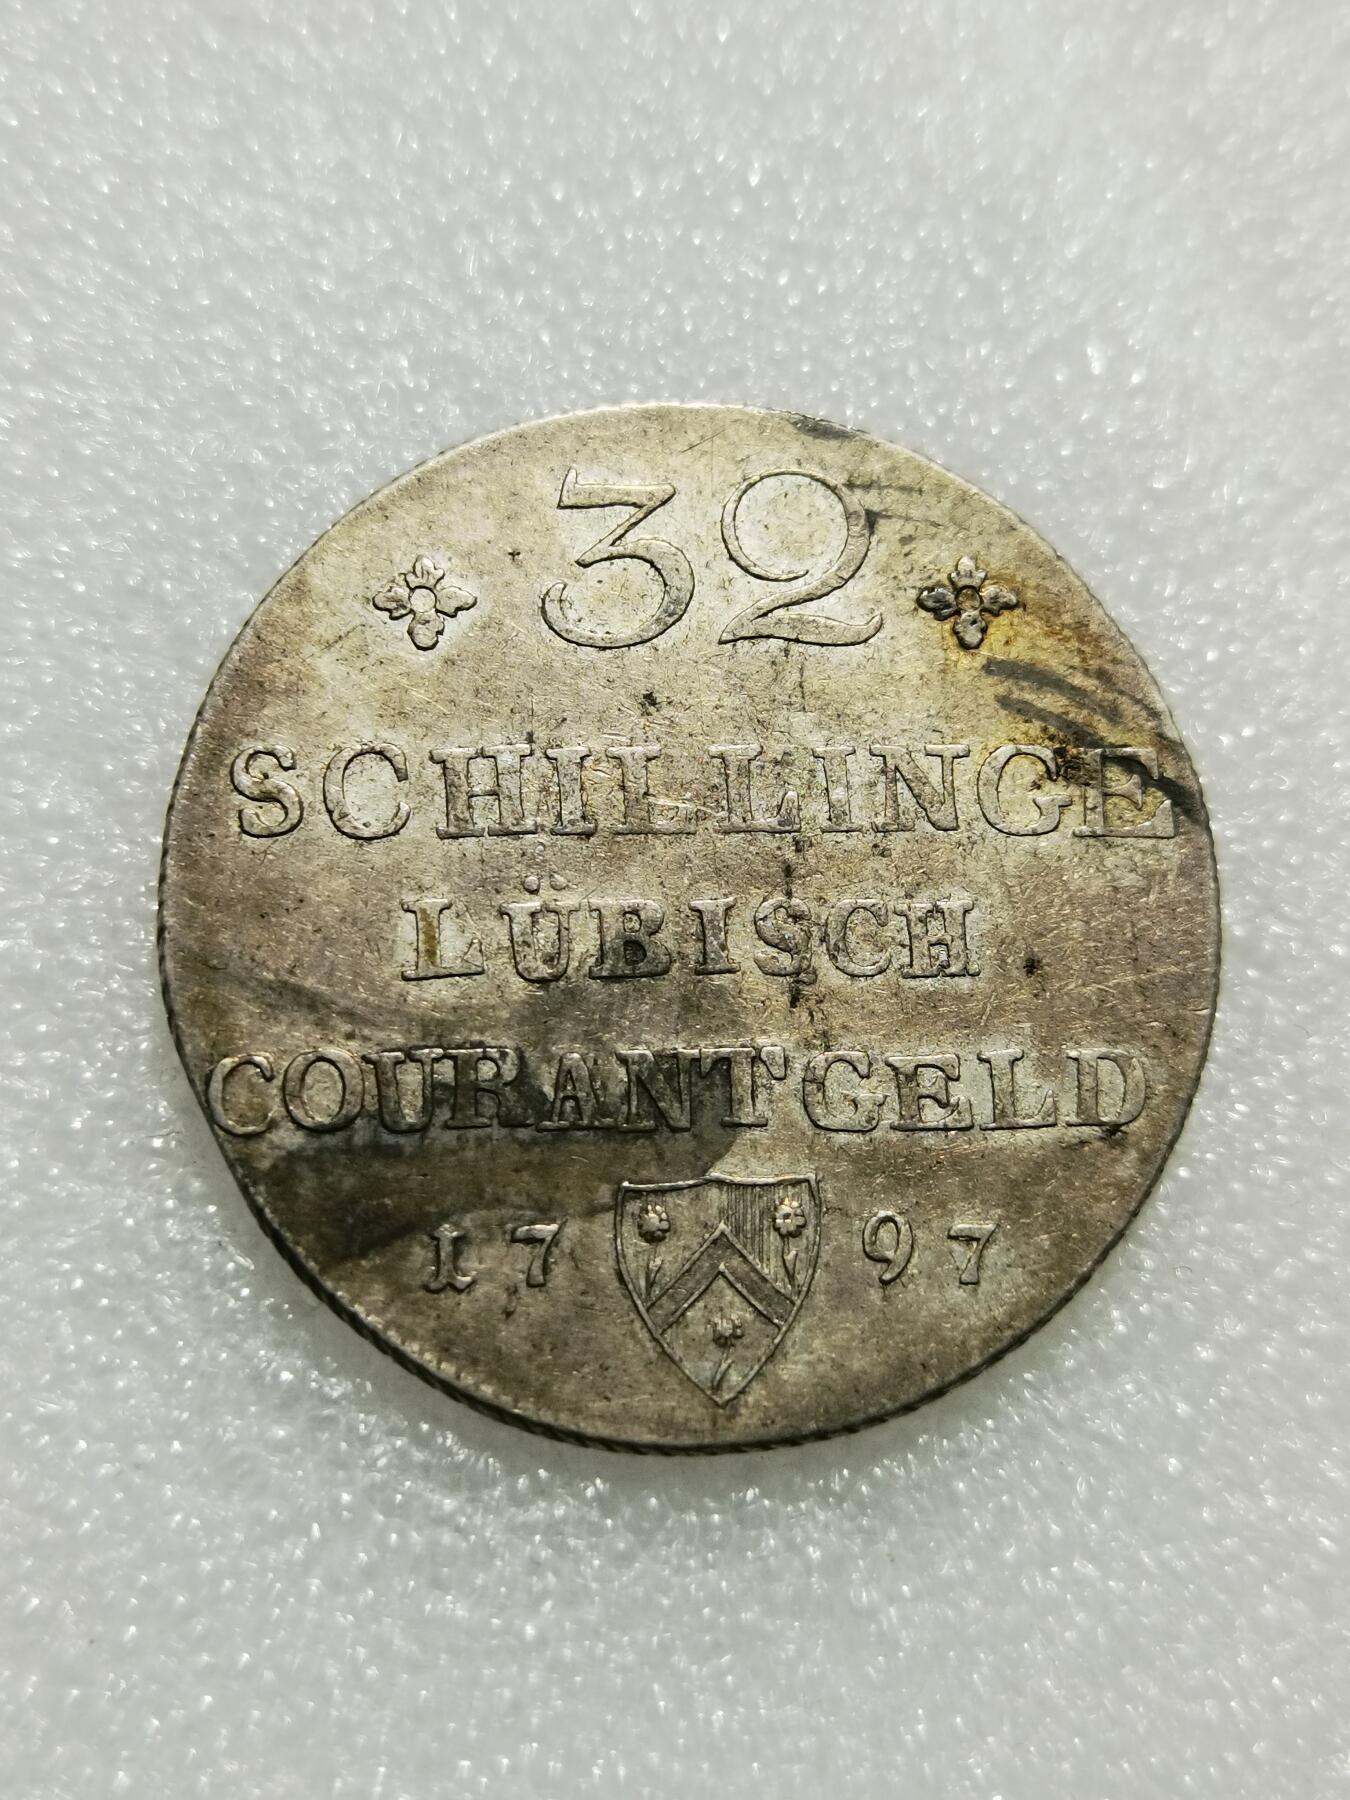 32
SCHILLINGE
LÜBISCH
COURANTGELD
17 97